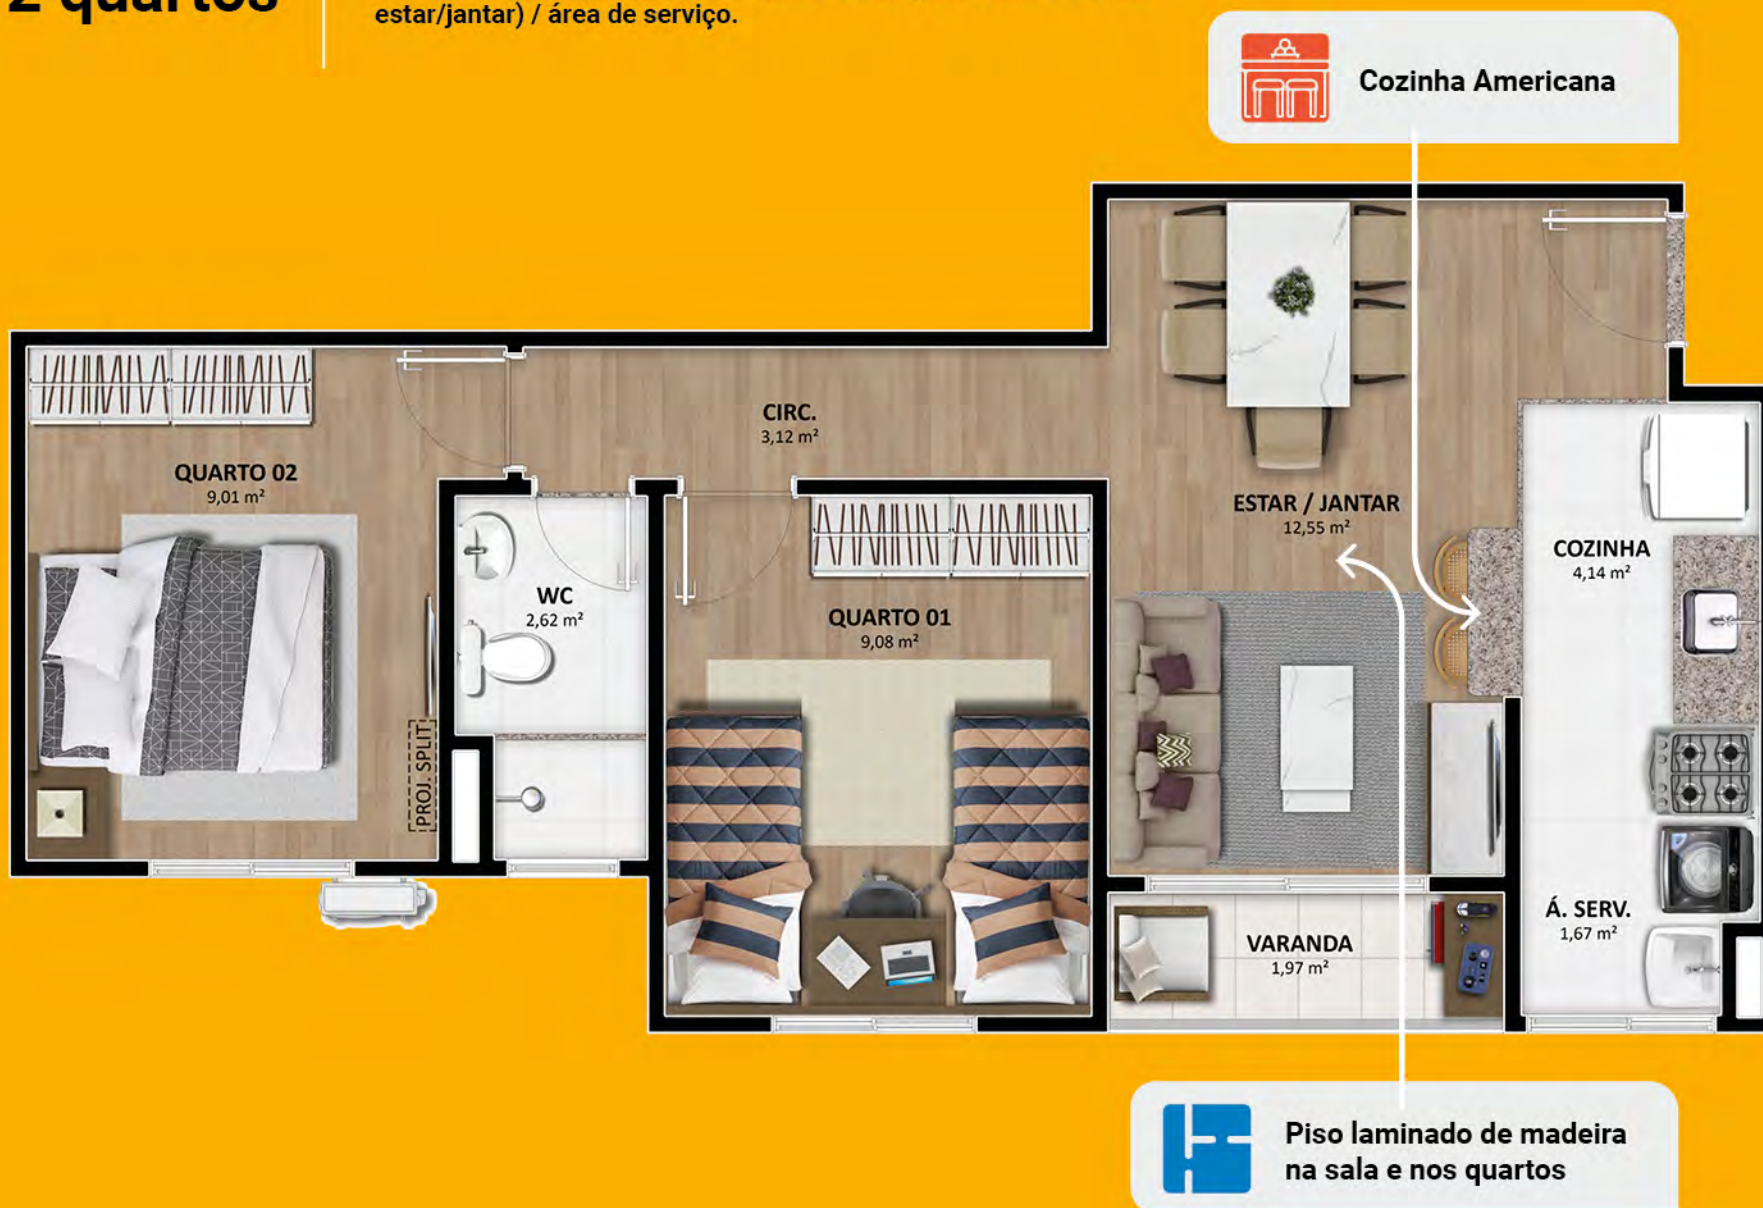 2 quartos
estar/jantar) / área de serviço.
Cozinha Americana
CIRC.
3,12 m²
QUARTO 02
9,01 m²
ESTAR / JANTAR
12,55 m²
COZINHA
4,14 m²
WC
2,62 m²
QUARTO 01
9,08 m²
PROJ. SPLIT
Á. SERV.
1,67 m²
VARANDA
1,97 m²
Piso laminado de madeira
na sala e nos quartos